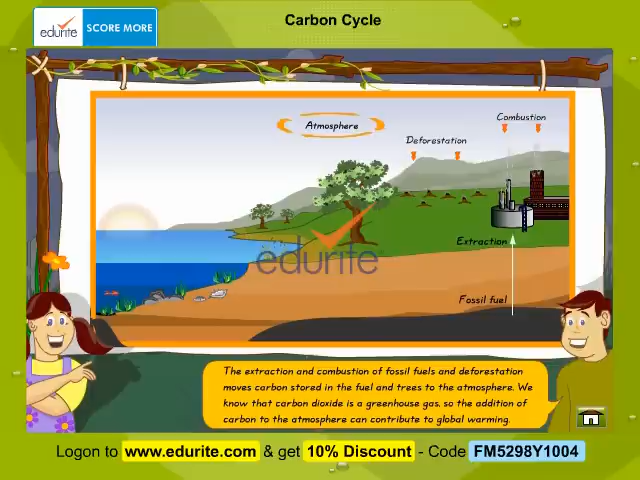 Carbon Cycle
edurite SCORE MORE
Atmosphere
Combustion
Deforestation
edurite
Extraction
Fossil fuel
The extraction and combustion of fossil fuels and deforestation
moves carbon stored in the fuel and trees to the atmosphere. We
know that carbon dioxide is a greenhouse gas, so the addition of
carbon to the atmosphere can contribute to global warming.
Logon to www.edurite.com & get 10% Discount - Code FM5298Y1004